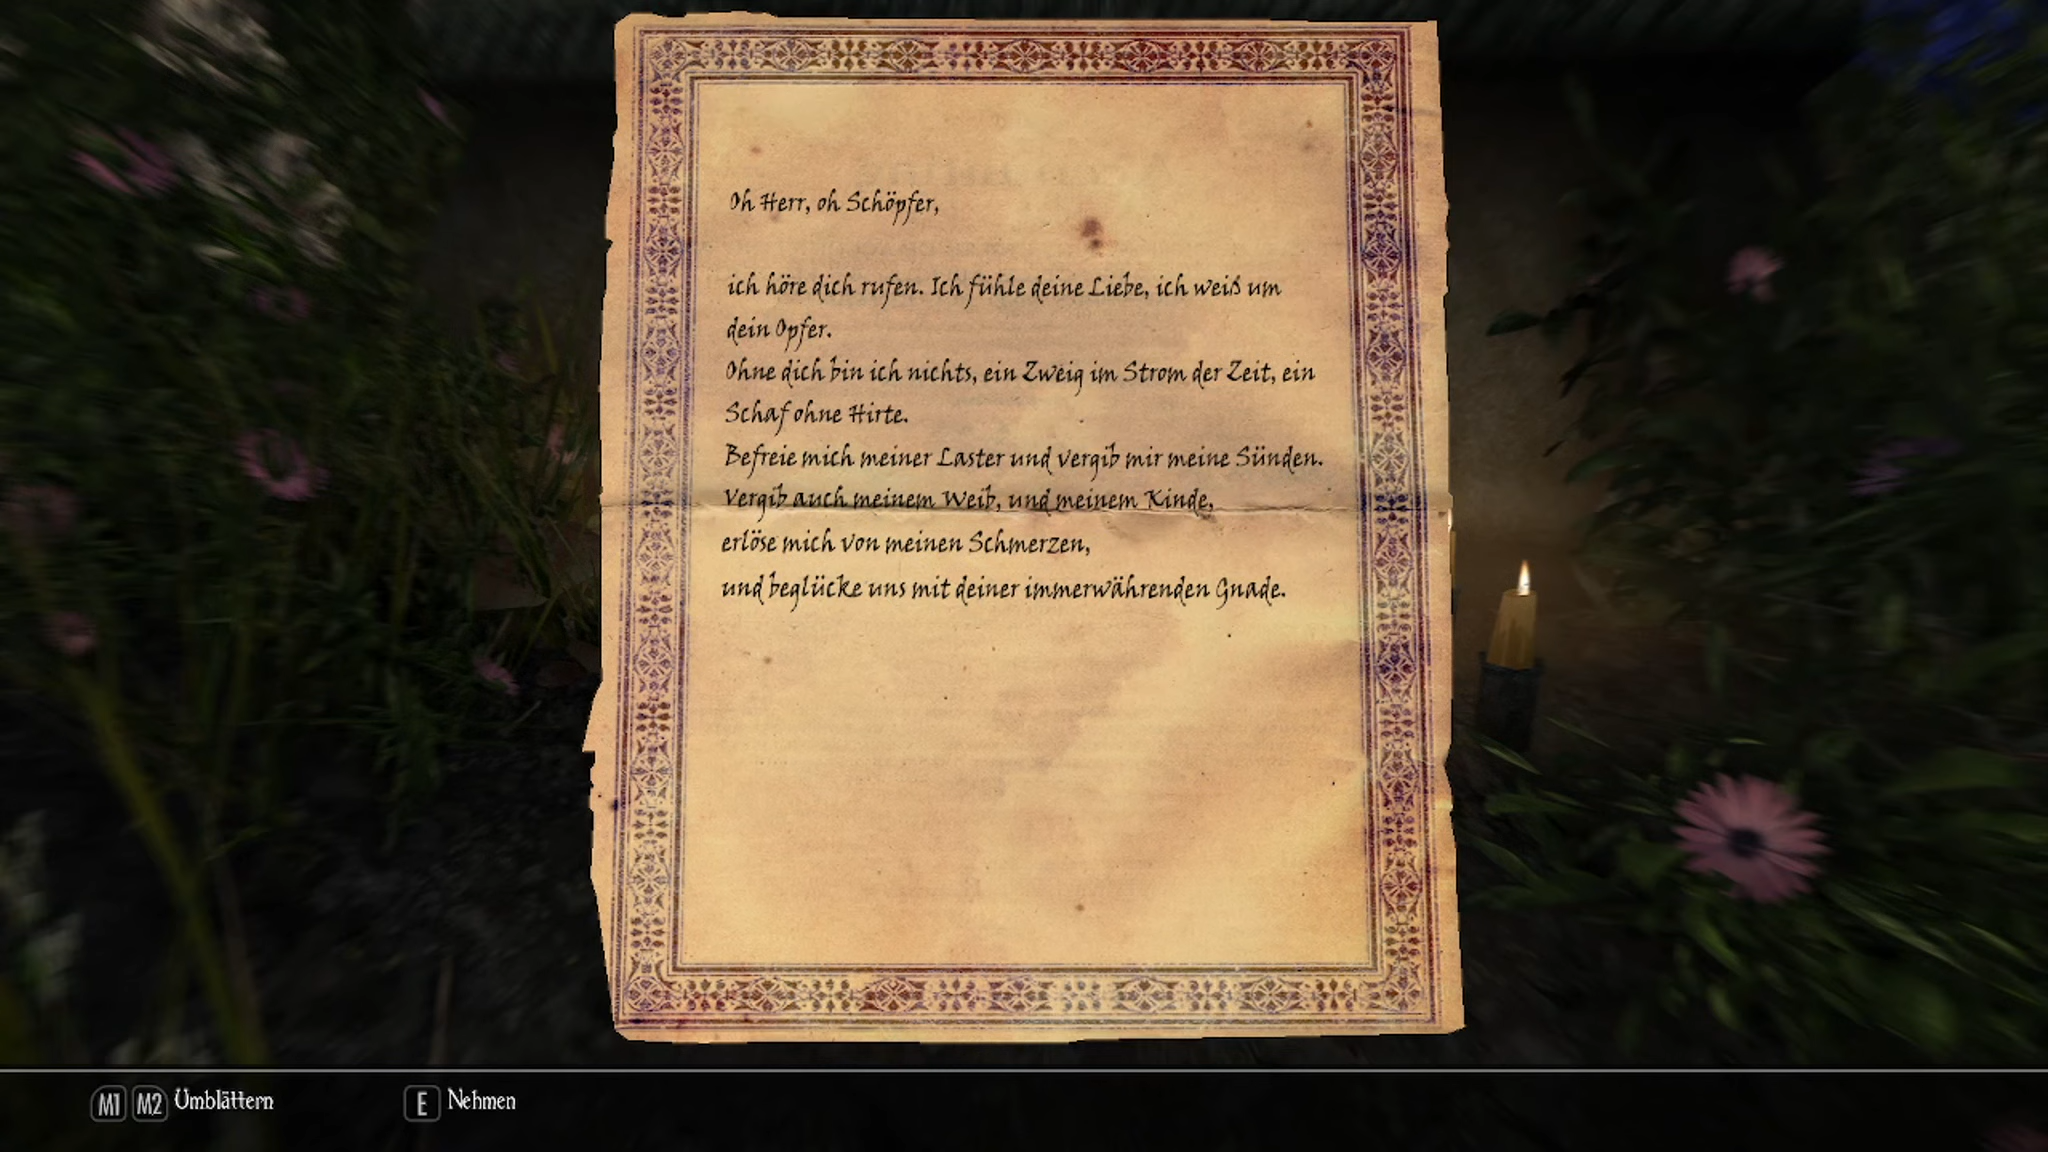 Oh Herr, oh Schöpfer,
ich höre dich rufen. Ich fühle deine Liebe, ich weiß um
dein Opfer.
Ohne dich bin ich nichts, ein Zweig im Strom der Zeit, ein
Schaf ohne Hirte.
Befreie mich meiner Laster und vergib mir meine Sünden.
Vergib auch meinem Weib, und meinem Kinde,
erlöse mich von meinen Schmerzen,
und beglücke uns mit deiner immerwährenden Gnade.
M1 M2 Umblättern E Nehmen